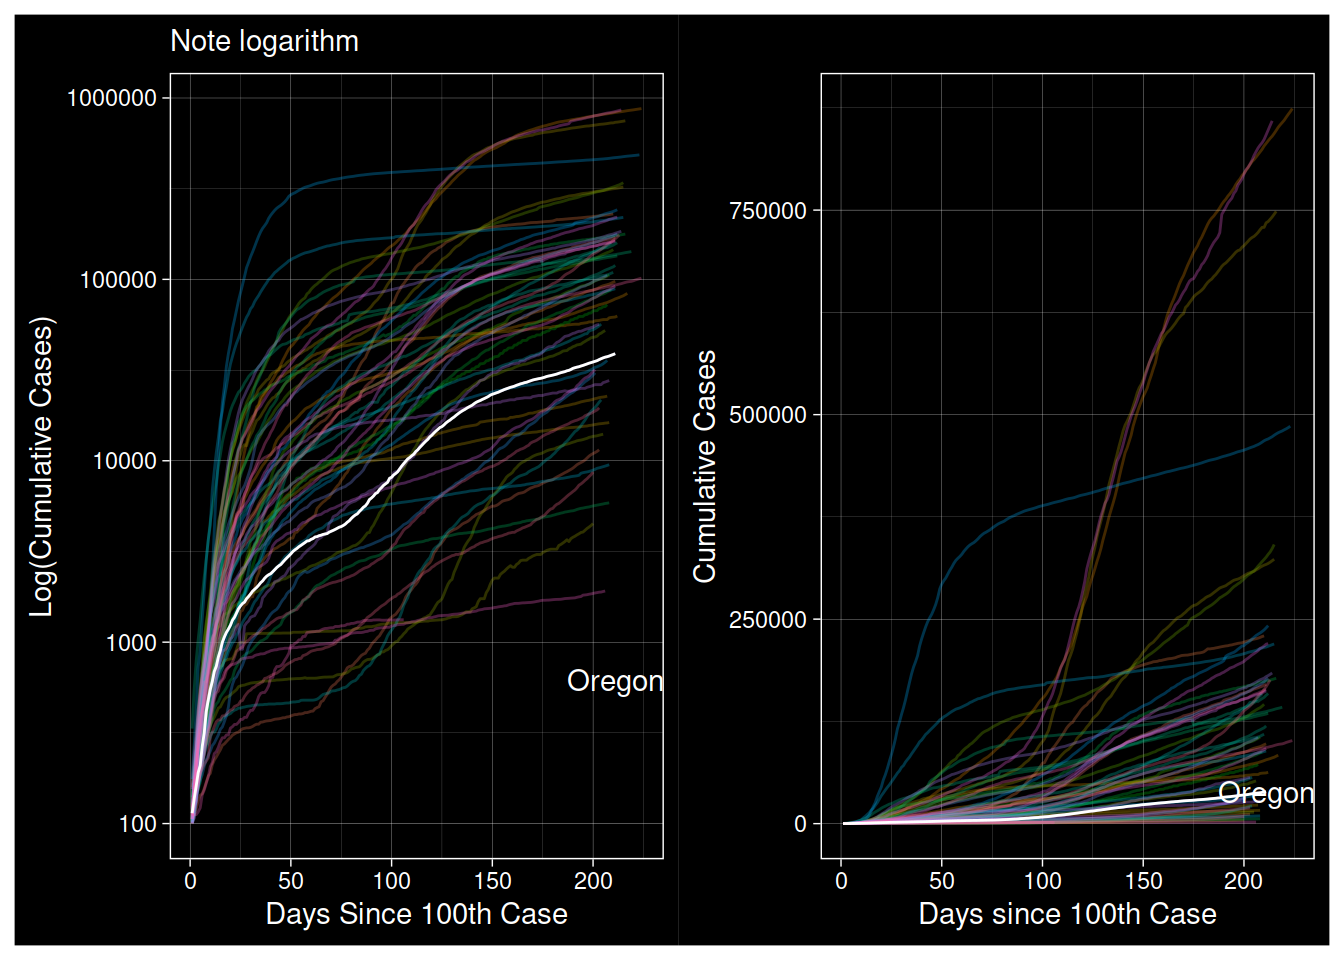 Note logarithm
Log(Cumulative Cases)
1000000
100000
10000
1000
100
Oregon
0 50 100 150 200
Days Since 100th Case
Cumulative Cases
750000
500000
250000
0
Oregon
0 50 100 150 200
Days since 100th Case